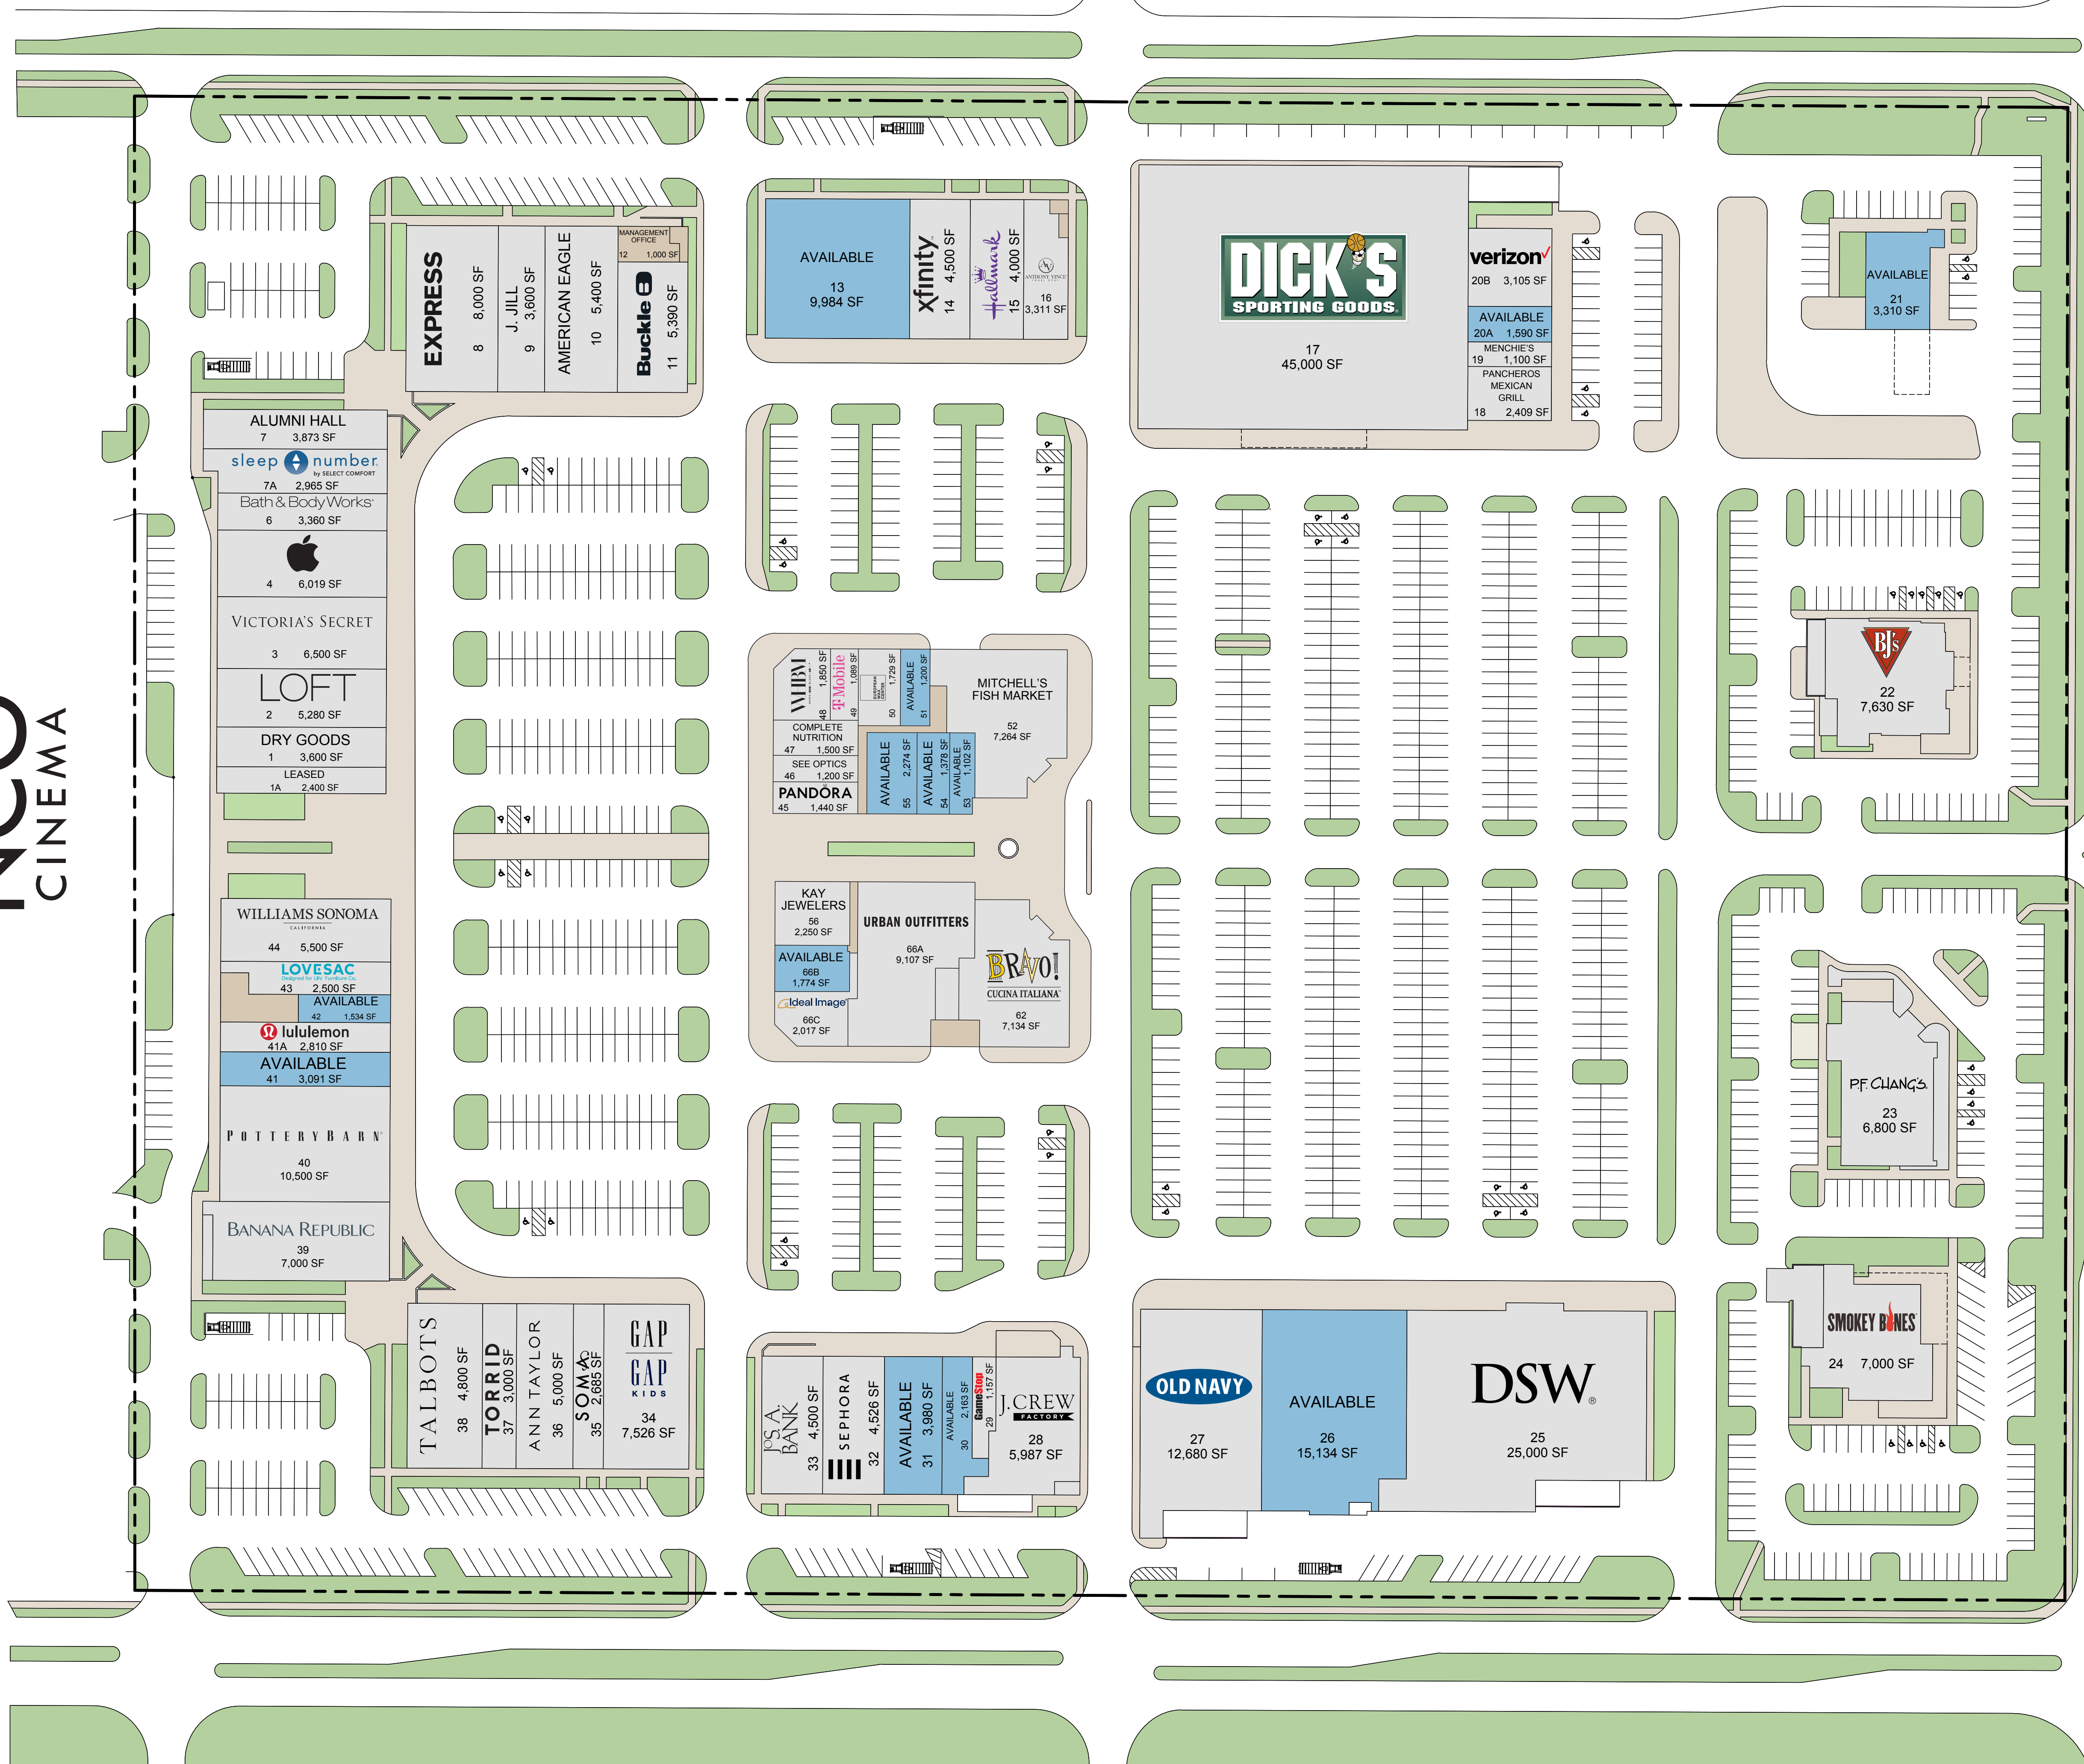 CINEMA
EXPRESS
8 8,000 SF
J. JILL
9 3,600 SF
AMERICAN EAGLE
10 5,400 SF
MANAGEMENT
OFFICE
12 1,000 SF
Buckle
11 5,390 SF
AVAILABLE
13
9,984 SF
xfinity
14 4,500 SF
Hallmark
15 4,000 SF
16
3,311 SF
DICK'S
SPORTING GOODS
17
45,000 SF
verizon
20B 3,105 SF
AVAILABLE
20A 1,590 SF
MENCHIE'S
19 1,100 SF
PANCHEROS
MEXICAN
GRILL
18 2,409 SF
AVAILABLE
21
3,310 SF
ALUMNI HALL
7 3,873 SF
sleep number
by SELECT COMFORT
7A 2,965 SF
Bath & Body Works
6 3,360 SF
4 6,019 SF
VICTORIA'S SECRET
3 6,500 SF
LOFT
2 5,280 SF
DRY GOODS
1 3,600 SF
LEASED
1A 2,400 SF
WHBM
48 1,850 SF
T Mobile
49 1,089 SF
EUROPEAN
WAX
CENTER
50 1,729 SF
AVAILABLE
51 1,200 SF
MITCHELL'S
FISH MARKET
52
7,264 SF
COMPLETE
NUTRITION
47 1,500 SF
SEE OPTICS
46 1,200 SF
PANDORA
45 1,440 SF
AVAILABLE
55 2,274 SF
AVAILABLE
54 1,378 SF
AVAILABLE
53 1,102 SF
BJ's
22
7,630 SF
WILLIAMS SONOMA
CALIFORNIA
44 5,500 SF
LOVESAC
Designed for Life Furniture Co.
43 2,500 SF
AVAILABLE
42 1,534 SF
lululemon
41A 2,810 SF
AVAILABLE
41 3,091 SF
POTTERY BARN
40
10,500 SF
BANANA REPUBLIC
39
7,000 SF
KAY
JEWELERS
56
2,250 SF
AVAILABLE
66B
1,774 SF
Ideal Image
66C
2,017 SF
URBAN OUTFITTERS
66A
9,107 SF
BRAVO!
CUCINA ITALIANA
62
7,134 SF
P.F. CHANG'S
23
6,800 SF
TALBOTS
38 4,800 SF
TORRID
37 3,000 SF
ANN TAYLOR
36 5,000 SF
SOMA
35 2,685 SF
GAP
GAP
KIDS
34
7,526 SF
JOS. A.
BANK
33 4,500 SF
SEPHORA
32 4,526 SF
AVAILABLE
31 3,980 SF
AVAILABLE
30 2,163 SF
GameStop
29 1,157 SF
J.CREW
FACTORY
28
5,987 SF
OLD NAVY
27
12,680 SF
AVAILABLE
26
15,134 SF
DSW
25
25,000 SF
SMOKEY BONES
24 7,000 SF